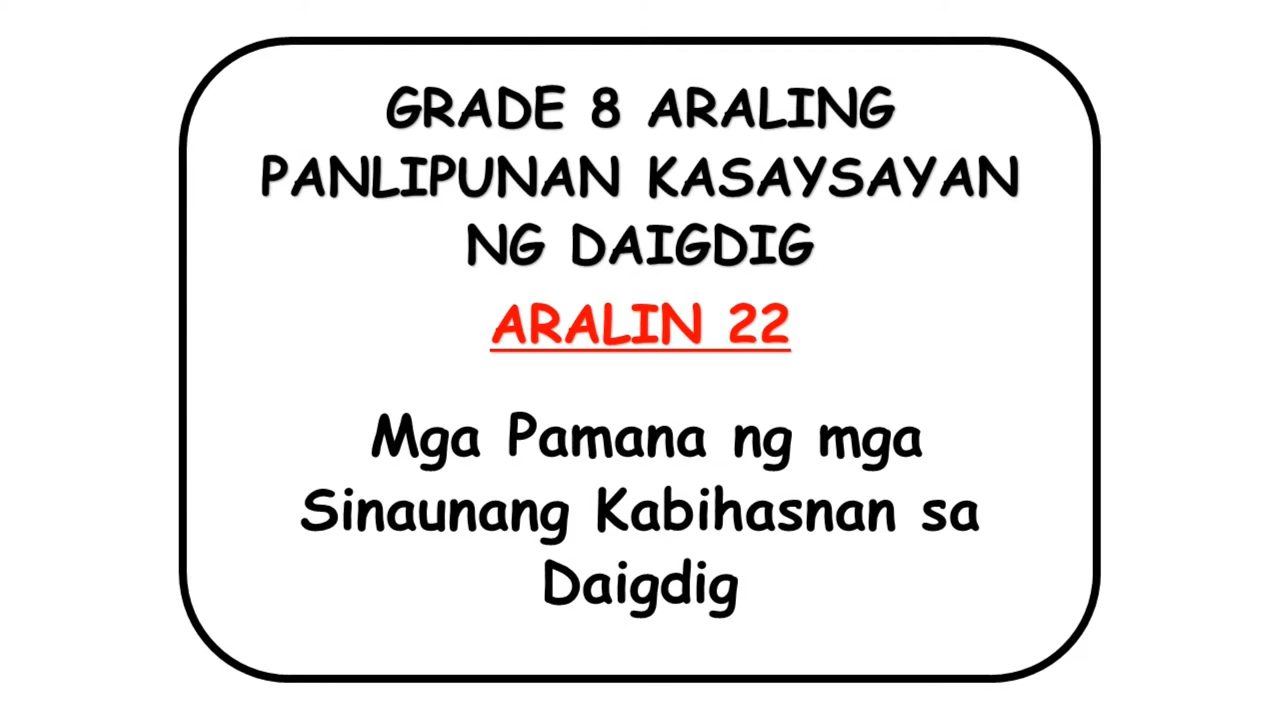 GRADE 8 ARALING
PANLIPUNAN KASAYSAYAN
NG DAIGDIG
ARALIN 22
Mga Pamana ng mga
Sinaunang Kabihasnan sa
Daigdig